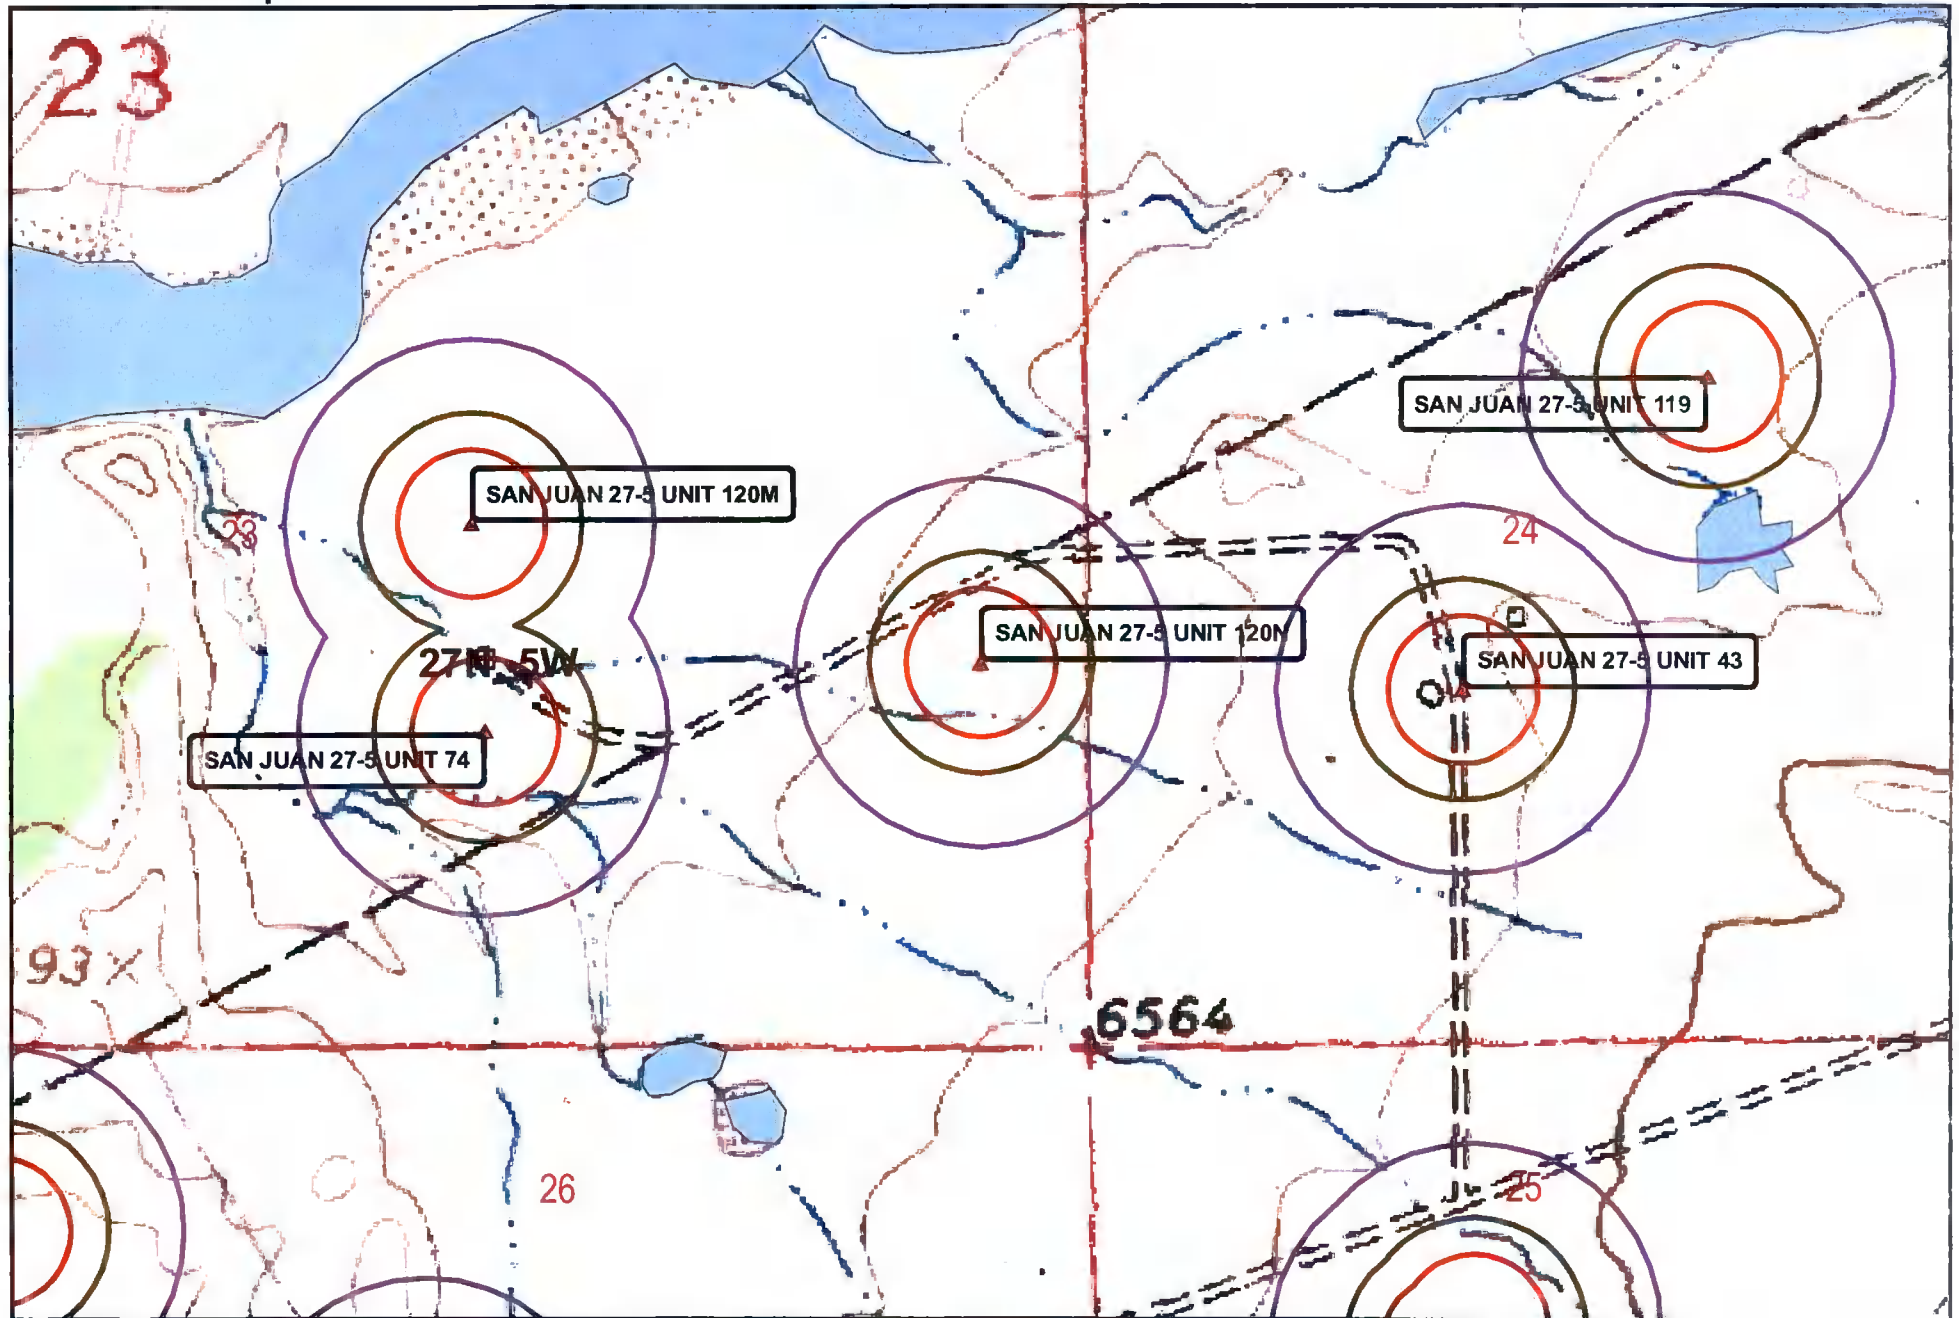 23
SAN JUAN 27-5 UNIT 119
SAN JUAN 27-5 UNIT 120M
23
24
SAN JUAN 27-5 UNIT 120N
27N 5W
SAN JUAN 27-5 UNIT 43
SAN JUAN 27-5 UNIT 74
93
6564
26
25